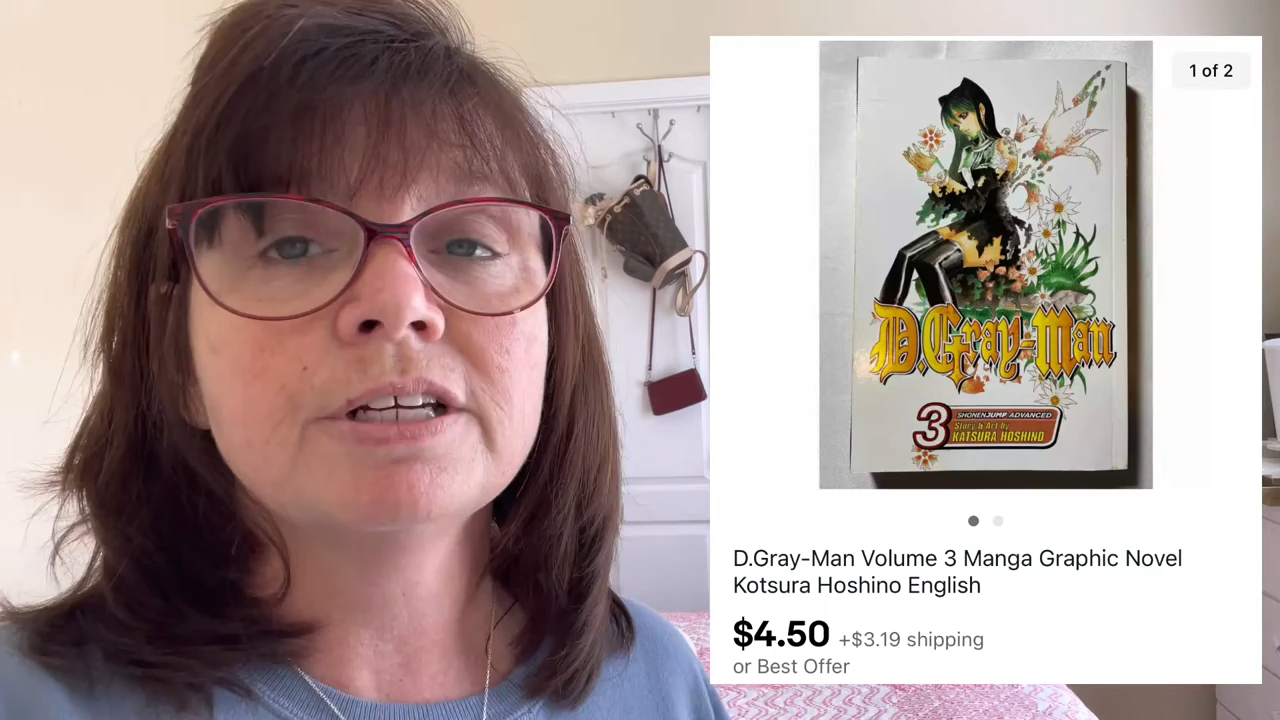 1 of 2
D.Gray-Man
3
SHONEN JUMP ADVANCED
Story & Art by
KATSURA HOSHINO
D.Gray-Man Volume 3 Manga Graphic Novel
Kotsura Hoshino English
$4.50 +$3.19 shipping
or Best Offer